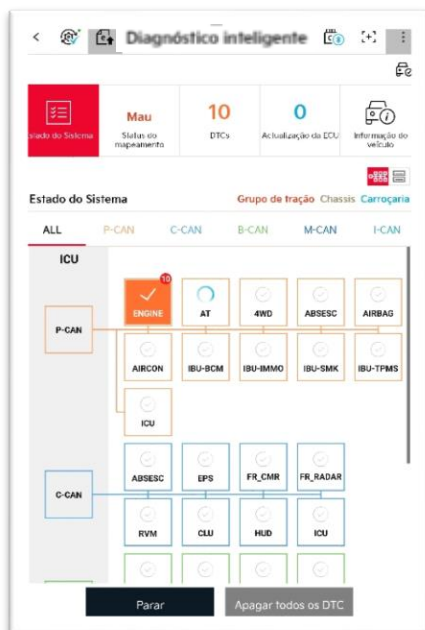 Diagnóstico inteligente
Mau
10
0
Estado do Sistema
Status do mapeamento
DTCs
Actualização da ECU
Informação do veículo
Estado do Sistema
Grupo de tração Chassis Carroçaria
ALL P-CAN C-CAN B-CAN M-CAN I-CAN
ICU
10
P-CAN
ENGINE AT 4WD ABSESC AIRBAG
AIRCON IBU-BCM IBU-IMMO IBU-SMK IBU-TPMS
ICU
C-CAN
ABSESC EPS FR_CMR FR_RADAR
RVM CLU HUD ICU
Parar
Apagar todos os DTC